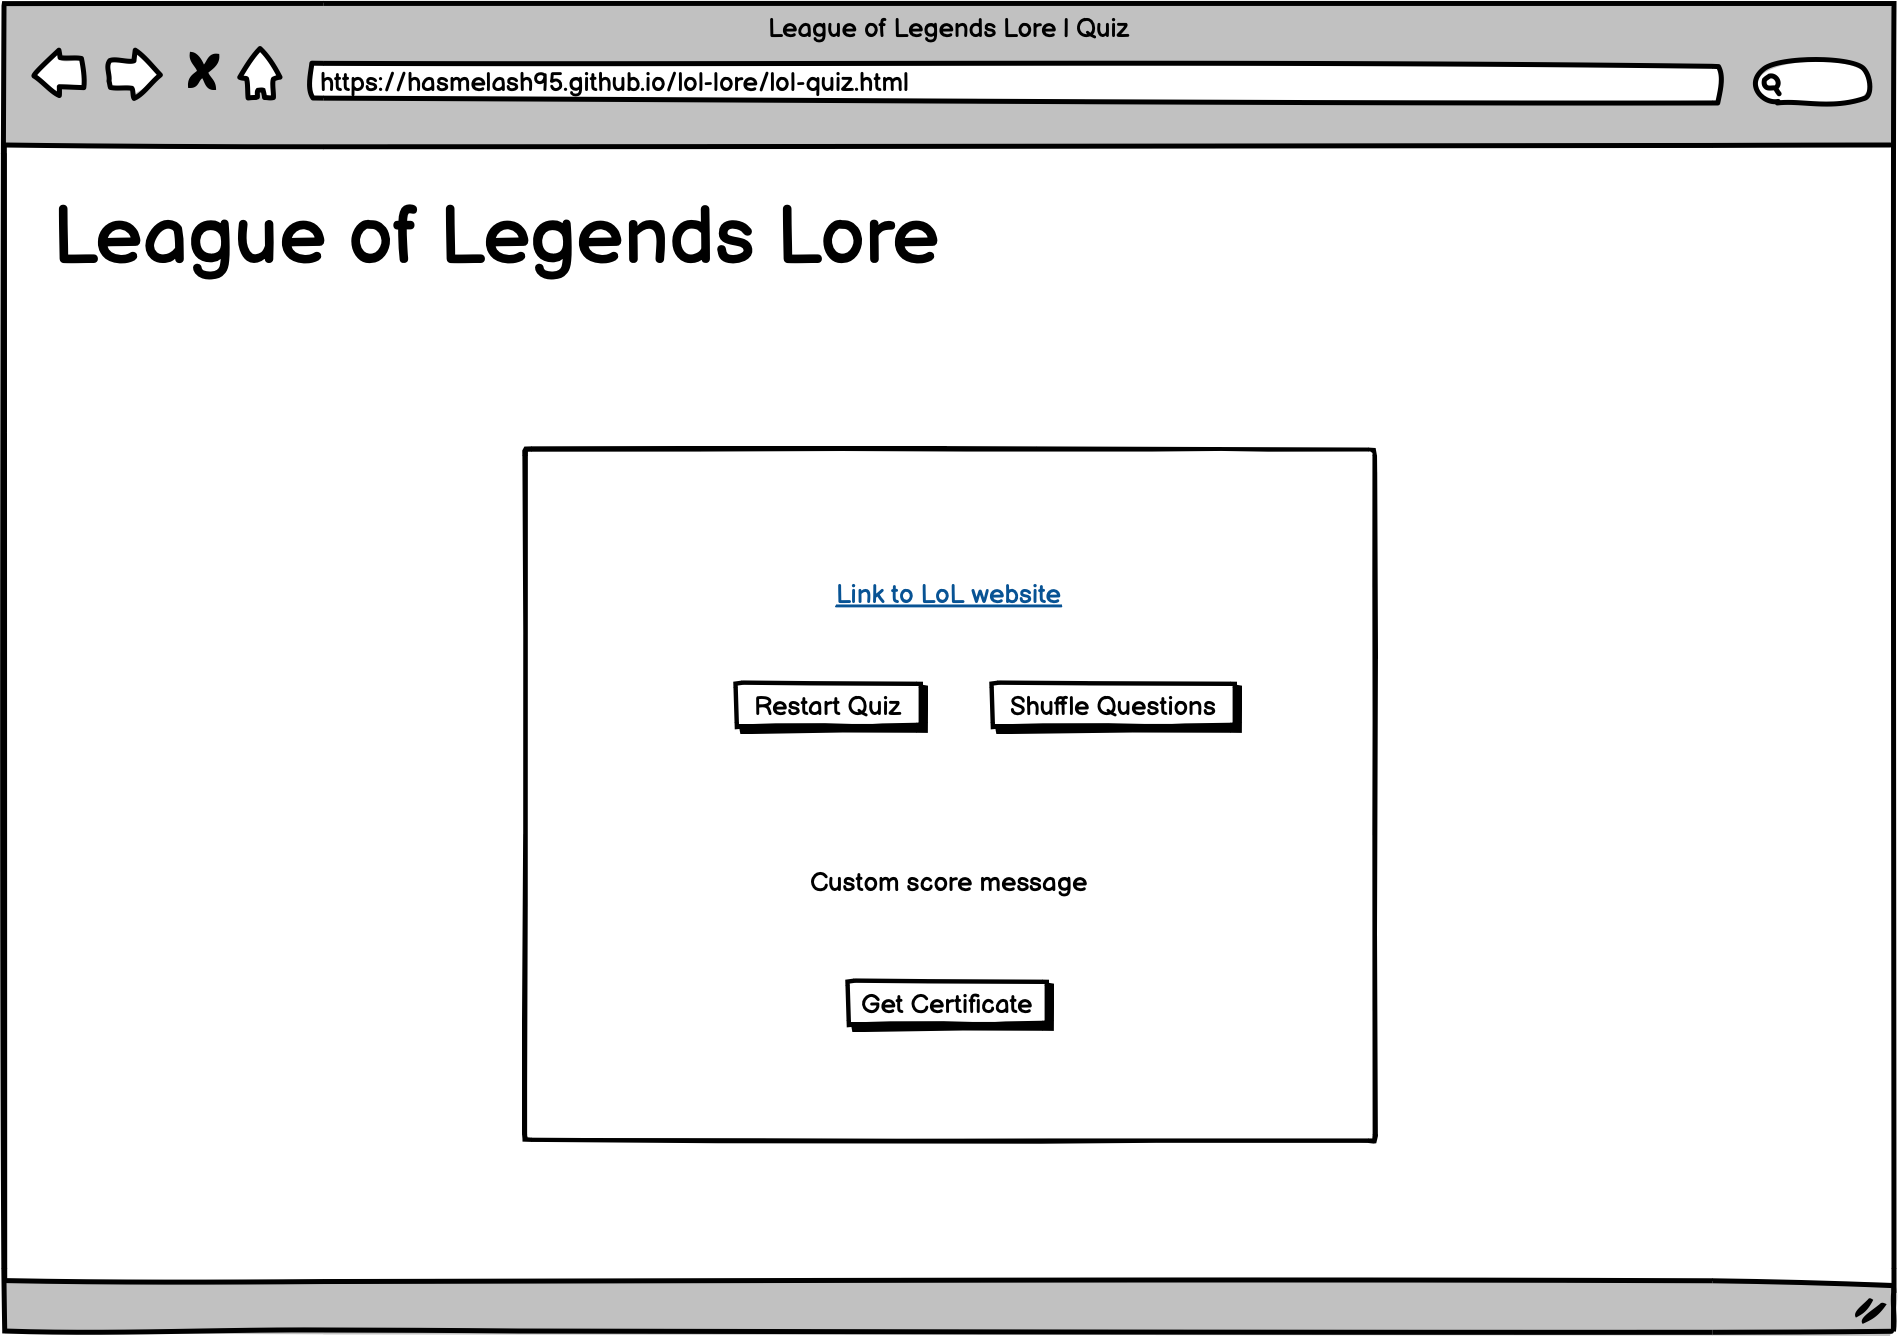 League of Legends Lore | Quiz
https://hasmelash95.github.io/lol-lore/lol-quiz.html
League of Legends Lore
Link to LoL website
Restart Quiz
Shuffle Questions
Custom score message
Get Certificate